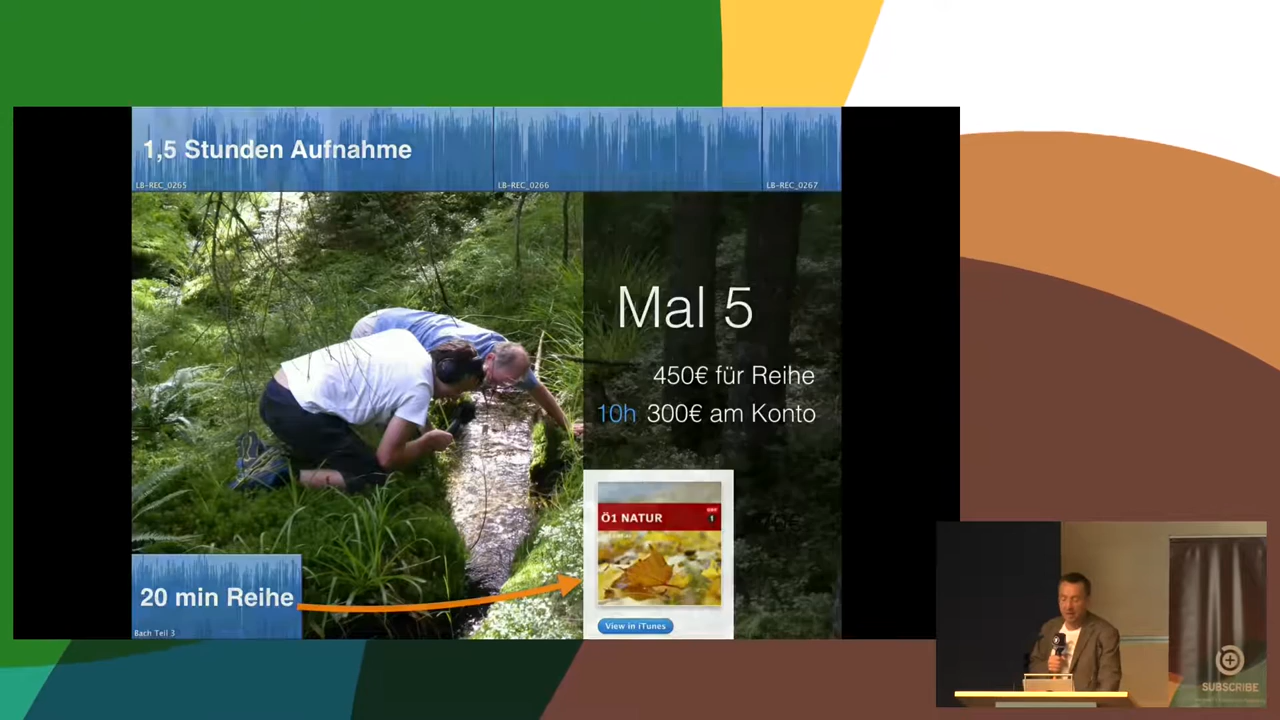 1,5 Stunden Aufnahme
LB-REC_0265
LB-REC_0266
LB-REC_0267
Mal 5
450€ für Reihe
10h 300€ am Konto
Ö1 NATUR
20 min Reihe
Bach Teil 3
View in iTunes
SUBSCRIBE